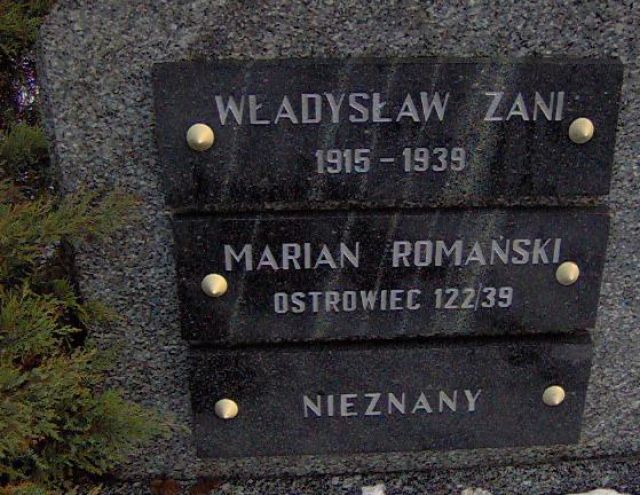 WŁADYSŁAW ZANI
1915 – 1939
MARIAN ROMAŃSKI
OSTROWIEC 122/39
NIEZNANY